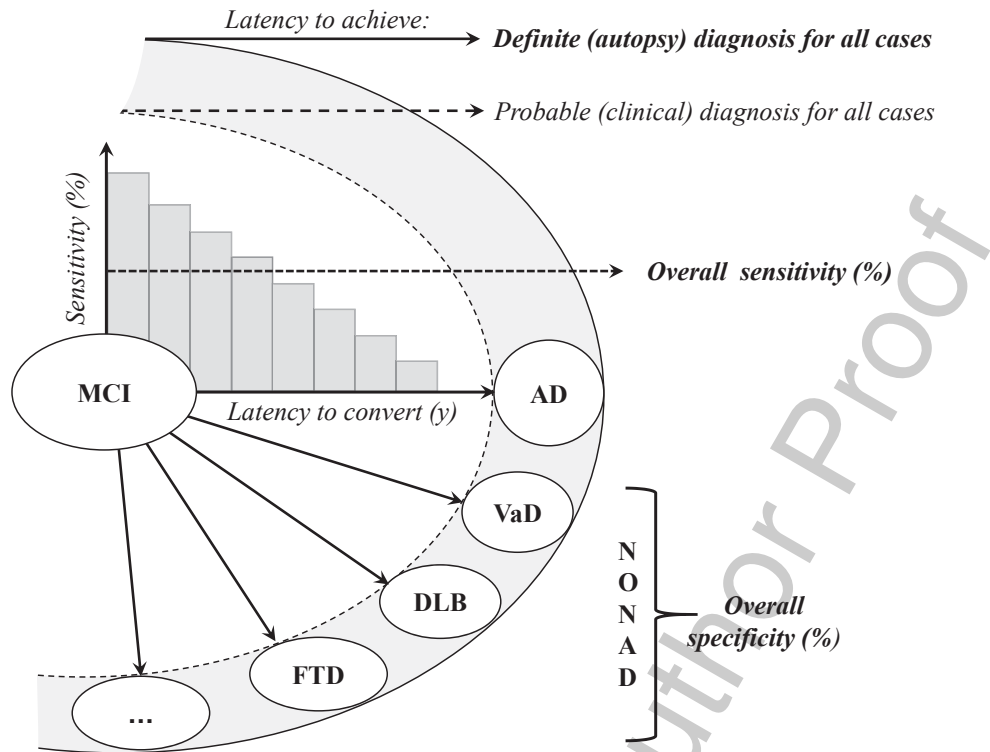 Latency to achieve:
Definite (autopsy) diagnosis for all cases
Probable (clinical) diagnosis for all cases
Sensitivity (%)
Overall sensitivity (%)
MCI
AD
Latency to convert (y)
VaD
DLB
FTD
...
N
O
N
A
D
Overall
specificity (%)
uthor Proof